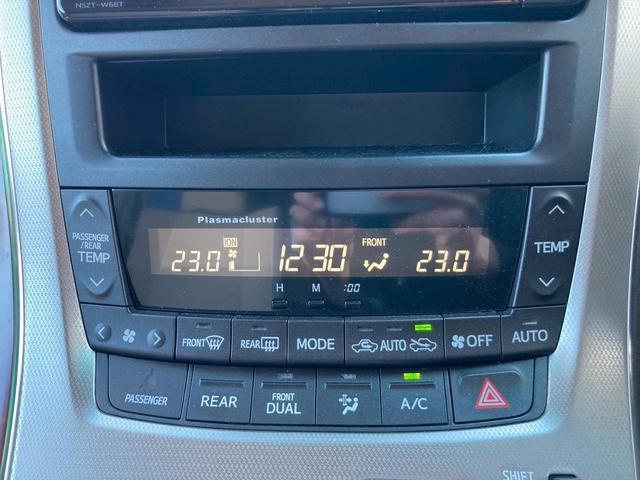 NSZT-W66T
Plasmacluster
PASSENGER
/REAR
TEMP
TEMP
23.0 ION 12 30 FRONT 23.0
H M :00
FRONT REAR MODE AUTO OFF AUTO
PASSENGER REAR FRONT DUAL A/C
SHIFT